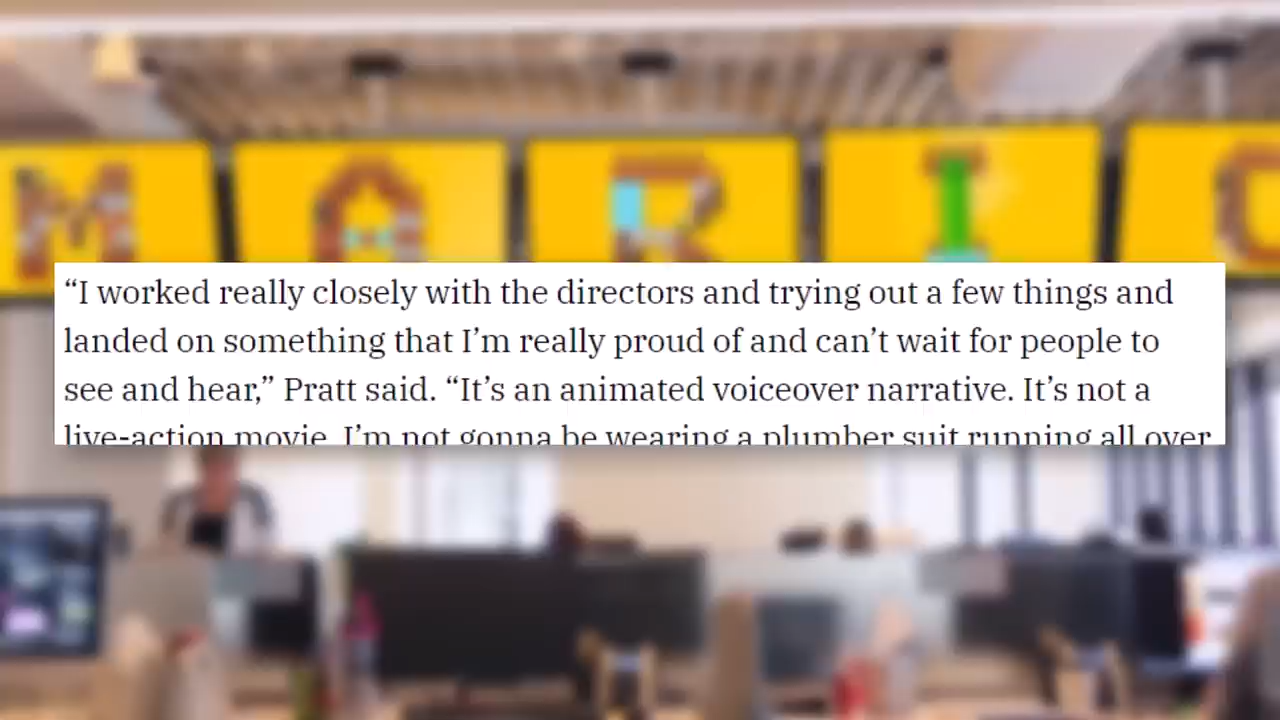 MARIO
“I worked really closely with the directors and trying out a few things and
landed on something that I’m really proud of and can’t wait for people to
see and hear,” Pratt said. “It’s an animated voiceover narrative. It’s not a
live-action movie. I’m not gonna be wearing a plumber suit running all over